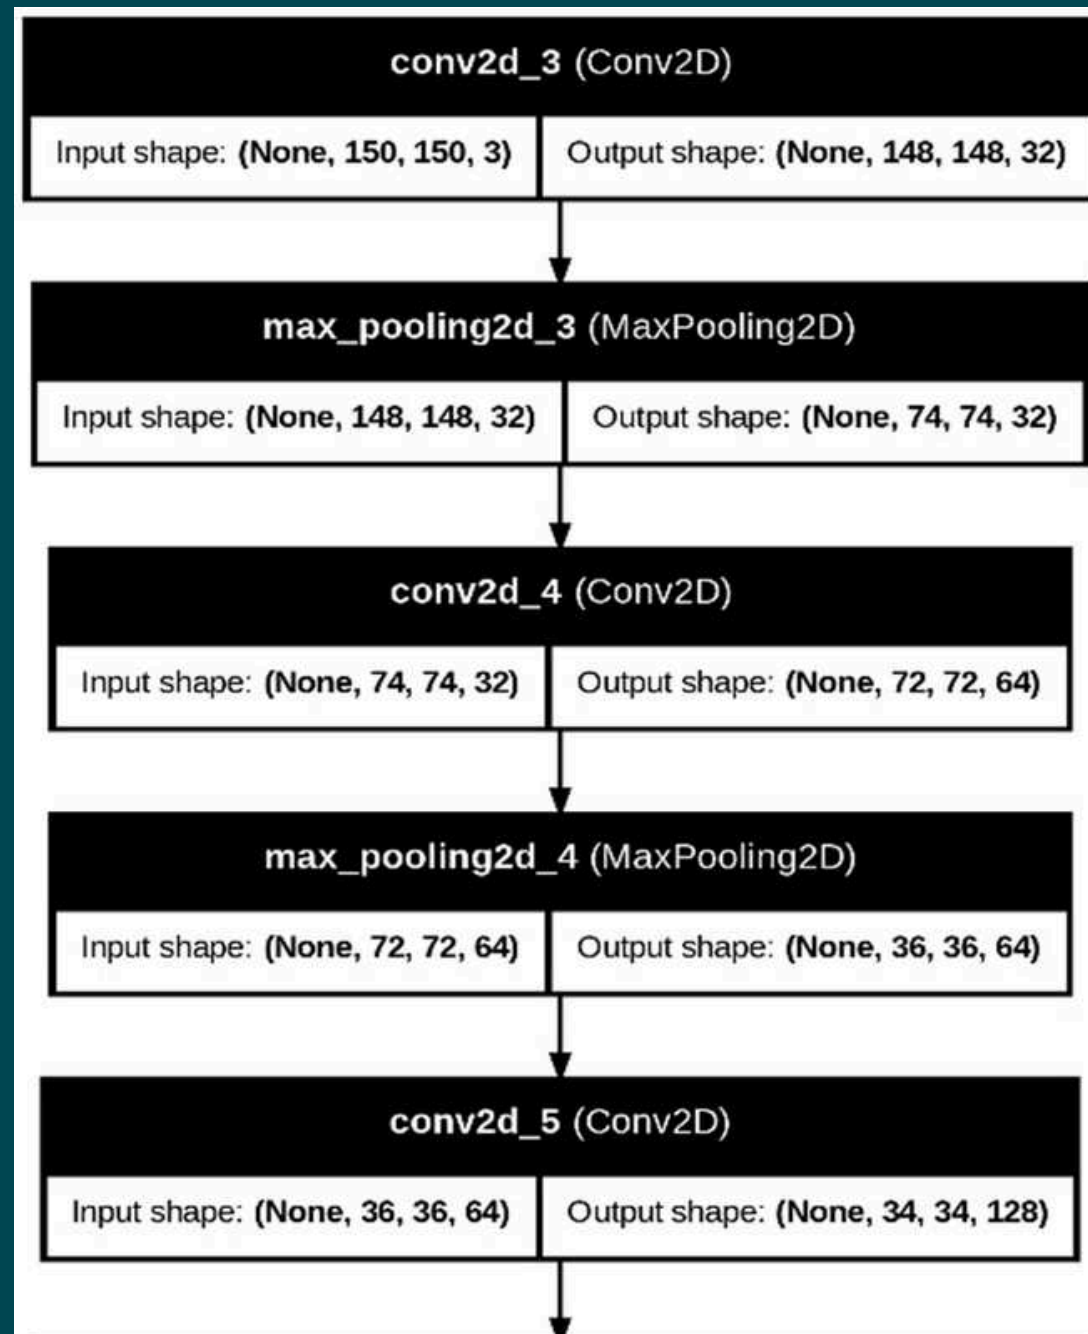 conv2d_3 (Conv2D)
Input shape: (None, 150, 150, 3) Output shape: (None, 148, 148, 32)
max_pooling2d_3 (MaxPooling2D)
Input shape: (None, 148, 148, 32) Output shape: (None, 74, 74, 32)
conv2d_4 (Conv2D)
Input shape: (None, 74, 74, 32) Output shape: (None, 72, 72, 64)
max_pooling2d_4 (MaxPooling2D)
Input shape: (None, 72, 72, 64) Output shape: (None, 36, 36, 64)
conv2d_5 (Conv2D)
Input shape: (None, 36, 36, 64) Output shape: (None, 34, 34, 128)